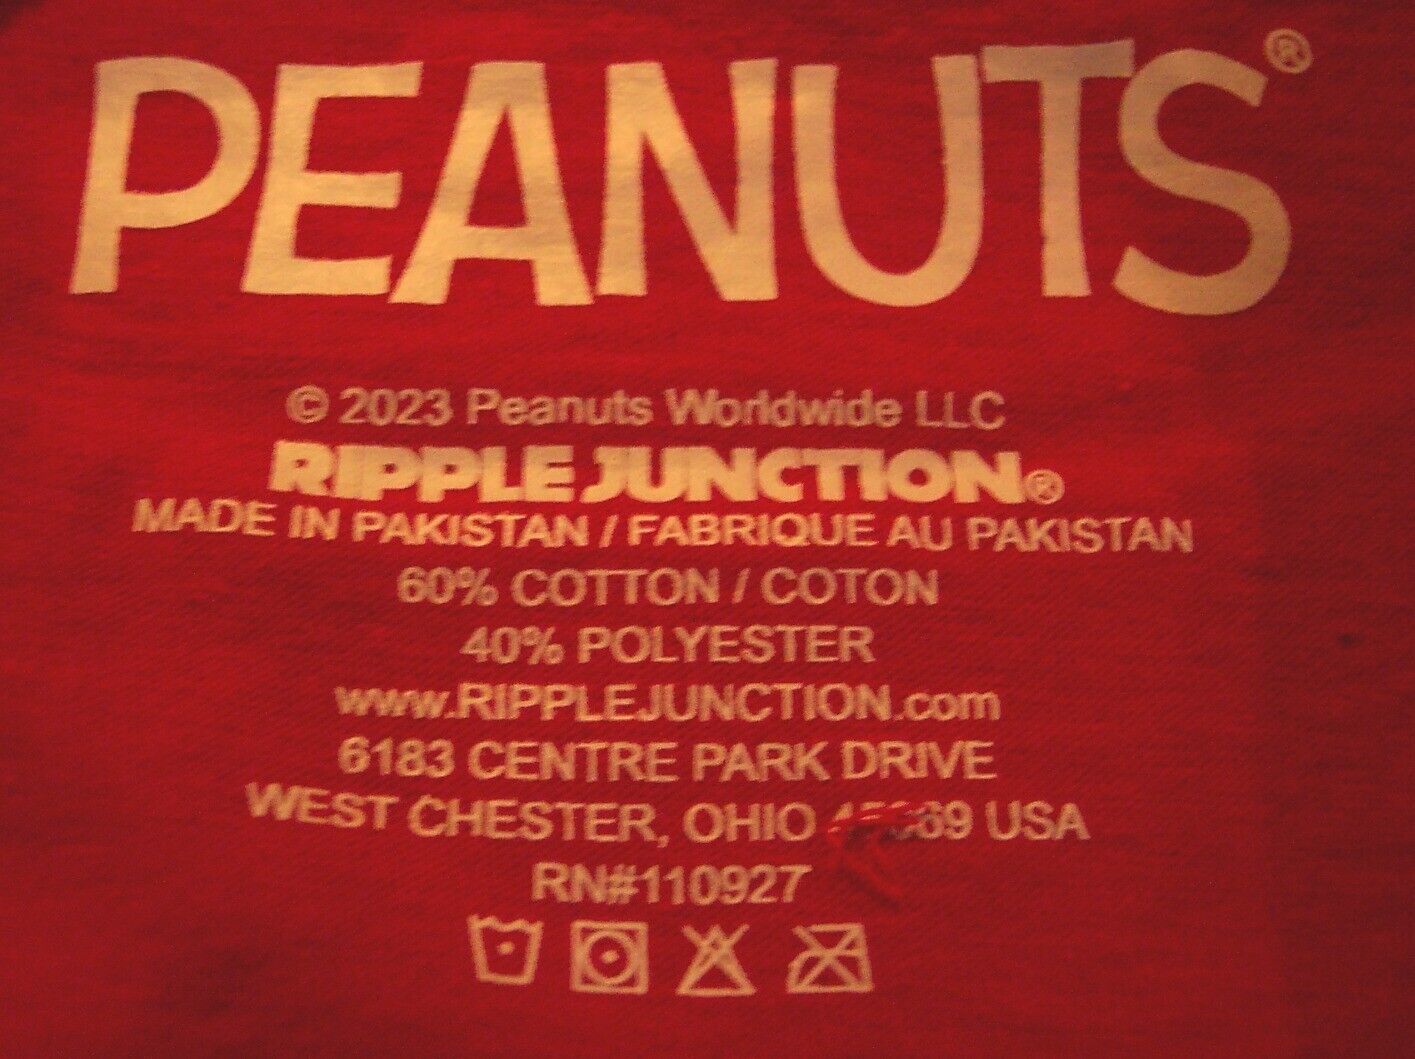 PEANUTS®
© 2023 Peanuts Worldwide LLC
RIPPLE JUNCTION®
MADE IN PAKISTAN / FABRIQUE AU PAKISTAN
60% COTTON / COTON
40% POLYESTER
www.RIPPLEJUNCTION.com
6183 CENTRE PARK DRIVE
WEST CHESTER, OHIO USA
RN#110927